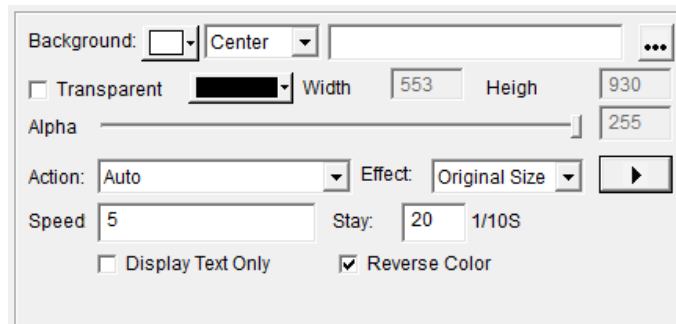 Background: Center ...
Transparent Width 553 Heigh 930
Alpha 255
Action: Auto Effect: Original Size
Speed 5 Stay: 20 1/10S
Display Text Only Reverse Color